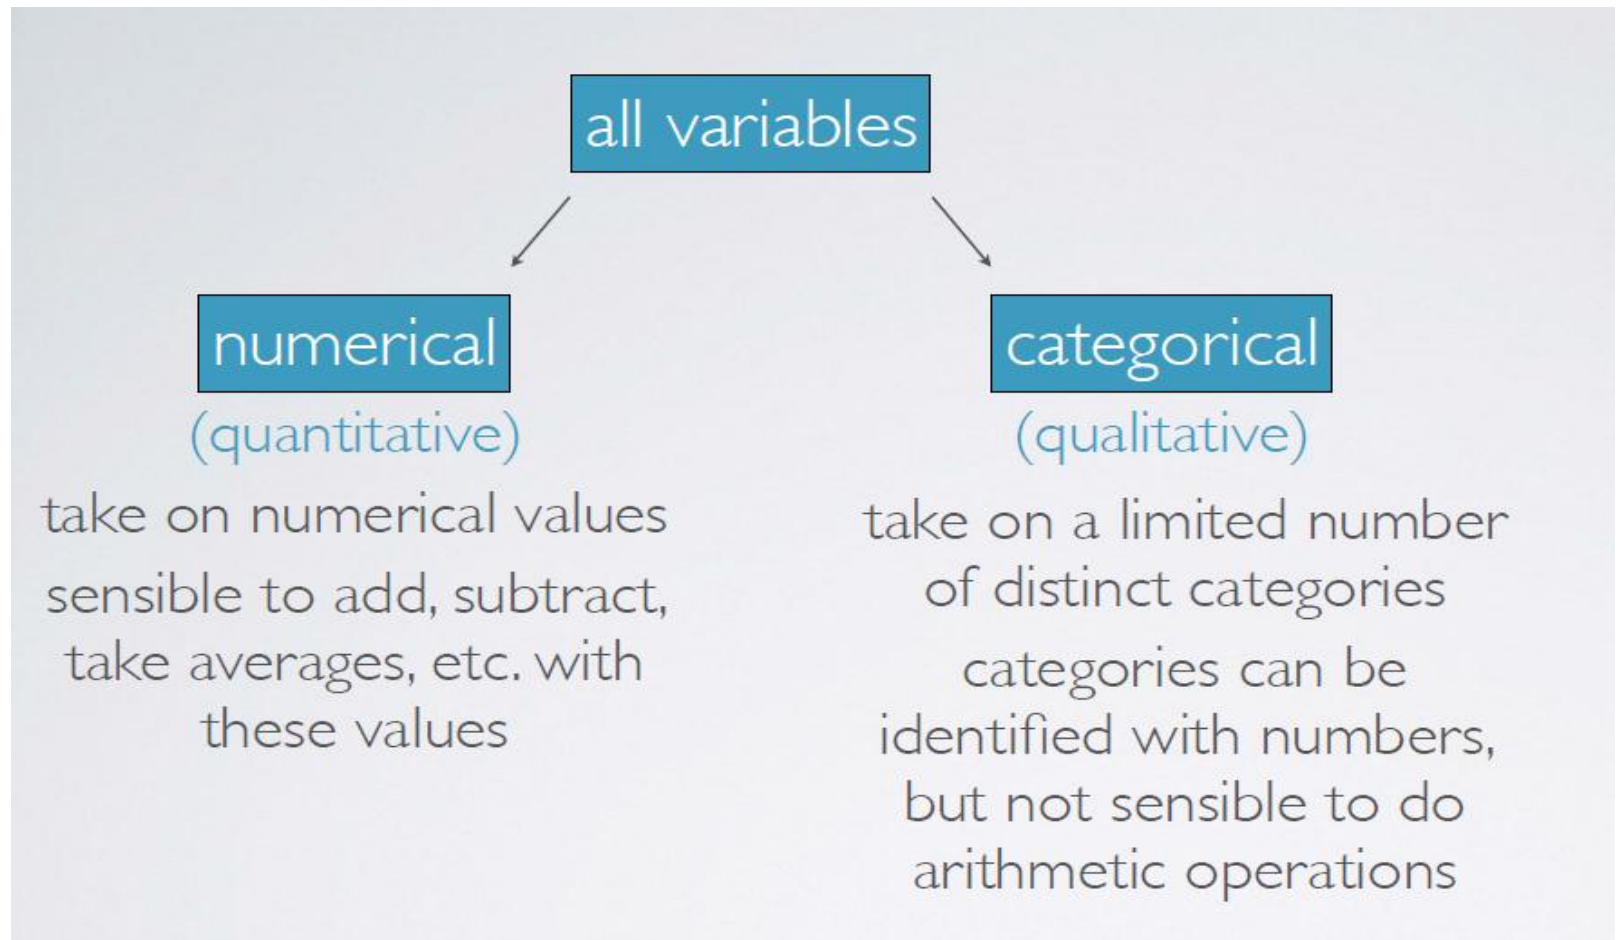 all variables
numerical
(quantitative)
take on numerical values
sensible to add, subtract,
take averages, etc. with
these values
categorical
(qualitative)
take on a limited number
of distinct categories
categories can be
identified with numbers,
but not sensible to do
arithmetic operations